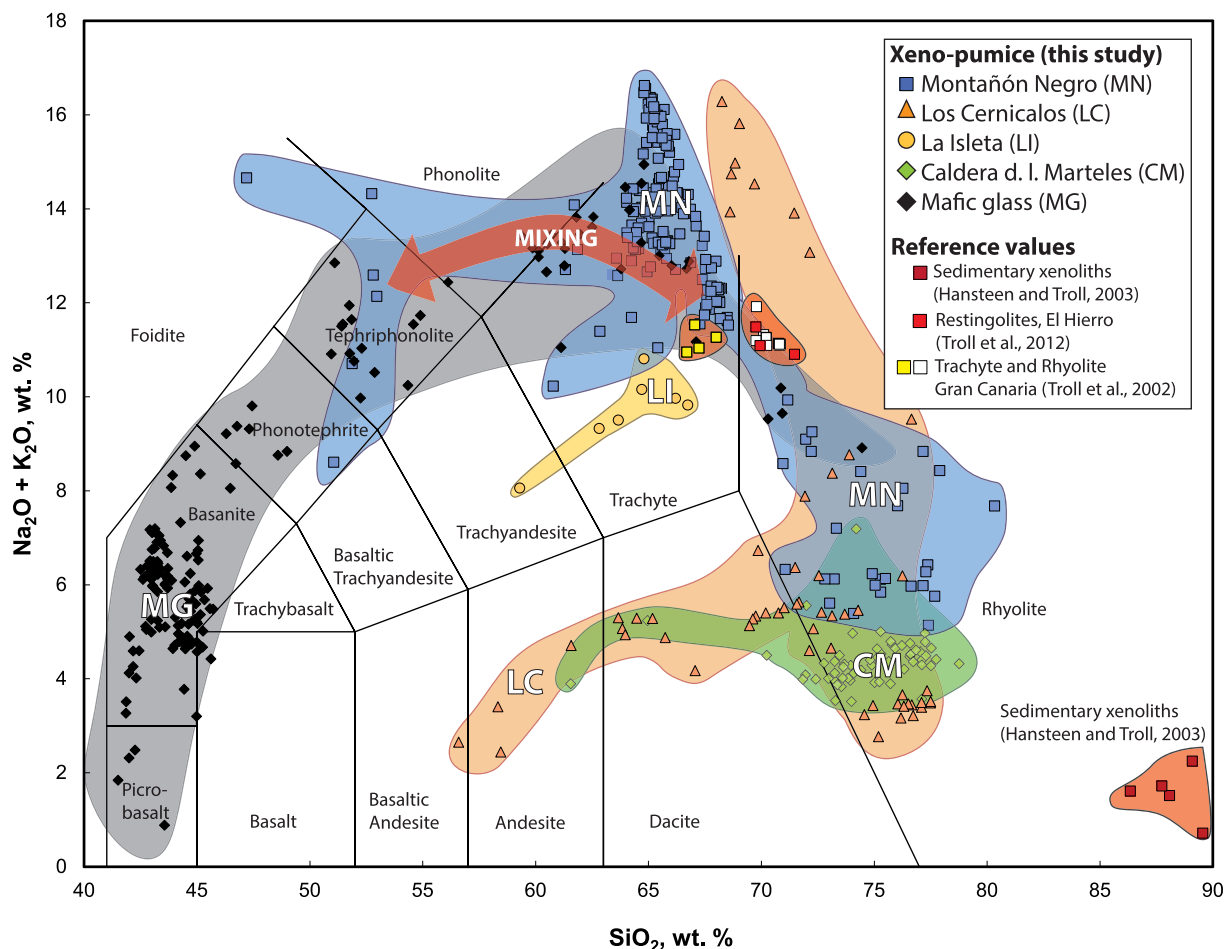 18
16
14
12
10
8
6
4
2
0
Na2O + K2O, wt. %
40
45
50
55
60
65
70
75
80
85
90
SiO2, wt. %
Xeno-pumice (this study)
Montañón Negro (MN)
Los Cernicalos (LC)
La Isleta (LI)
Caldera d. l. Marteles (CM)
Mafic glass (MG)
Reference values
Sedimentary xenoliths
(Hansteen and Troll, 2003)
Restingolites, El Hierro
(Troll et al., 2012)
Trachyte and Rhyolite
Gran Canaria (Troll et al., 2002)
Phonolite
MN
MIXING
Foidite
Tephriphonolite
LI
Phonotephrite
Trachyte
MN
Basanite
Trachyandesite
Basaltic
Trachyandesite
MG
Trachybasalt
Rhyolite
LC
CM
Sedimentary xenoliths
(Hansteen and Troll, 2003)
Picro-
basalt
Basalt
Basaltic
Andesite
Andesite
Dacite